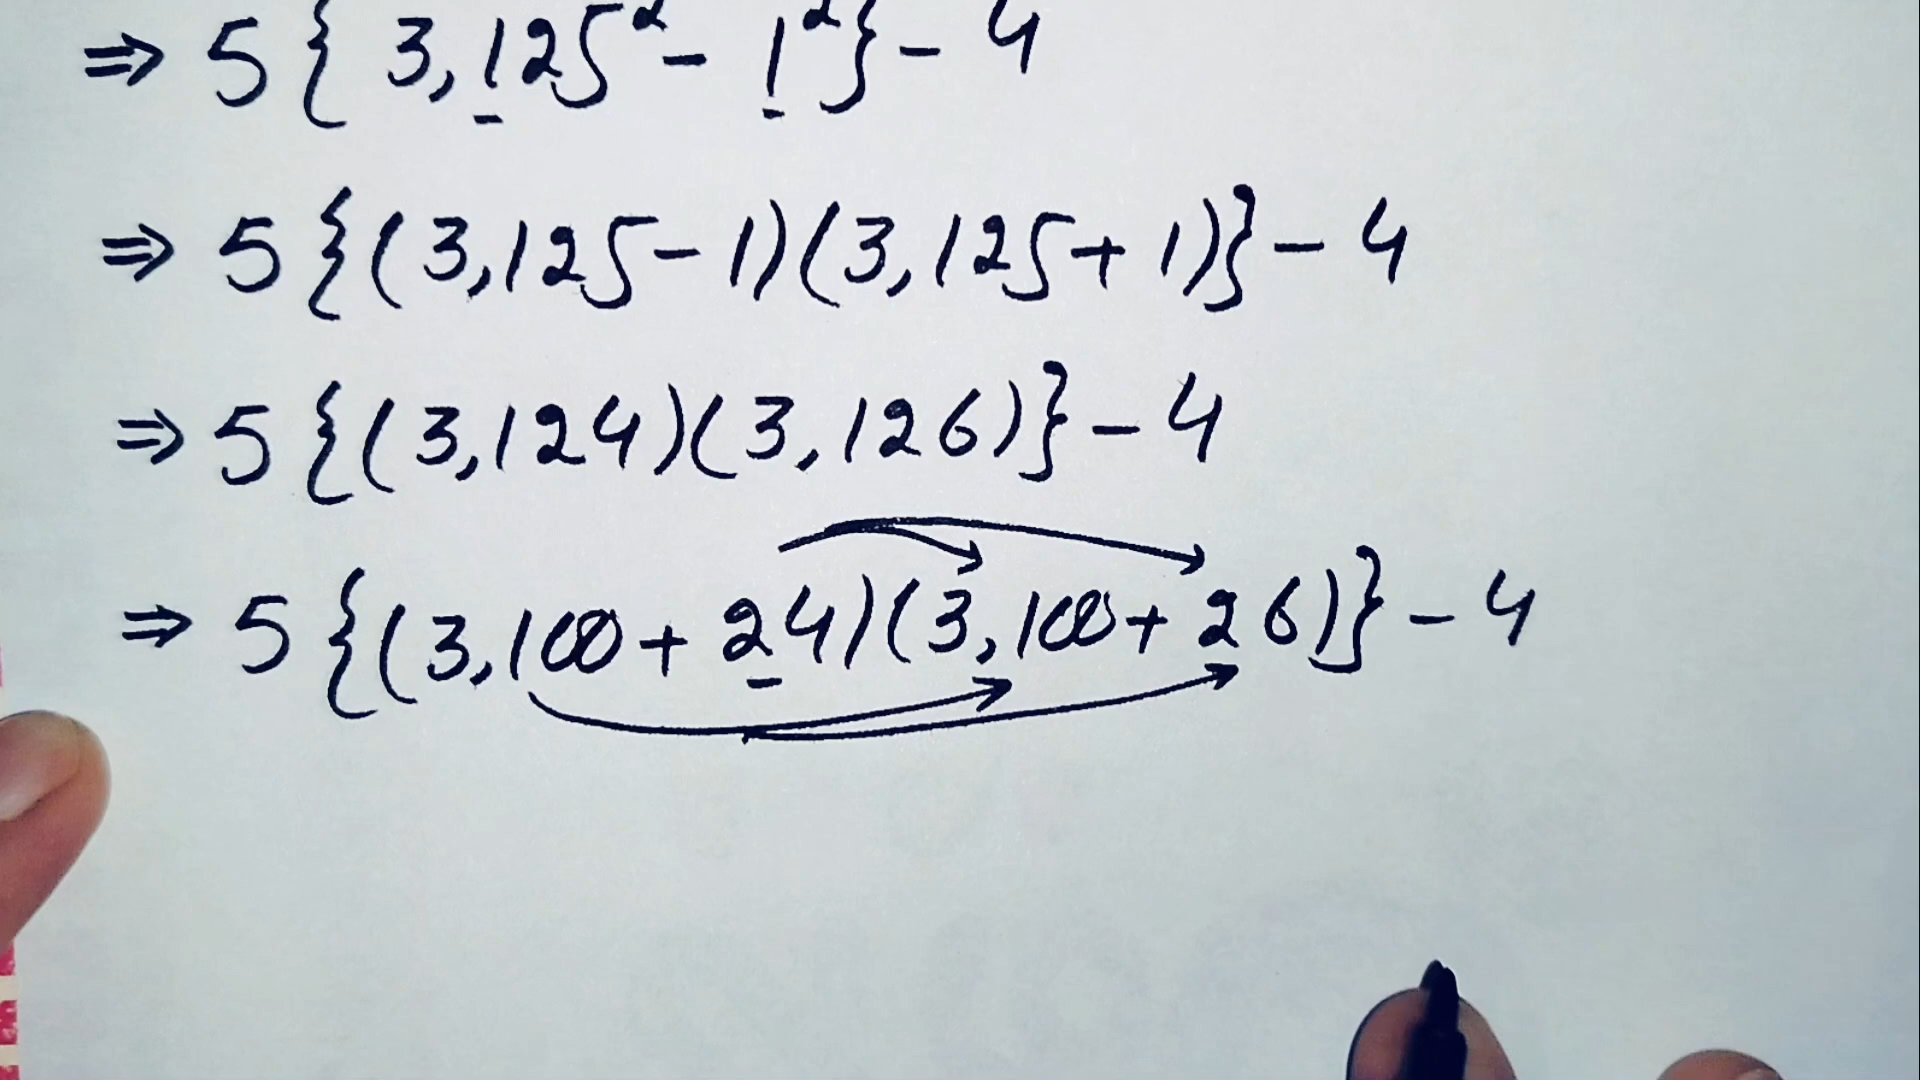 ⇒ 5{ 3,125² - 1²} - 4
⇒ 5{(3,125-1)(3,125+1)} - 4
⇒ 5{(3,124)(3,126)} - 4
⇒ 5{(3,100+24)(3,100+26)} - 4